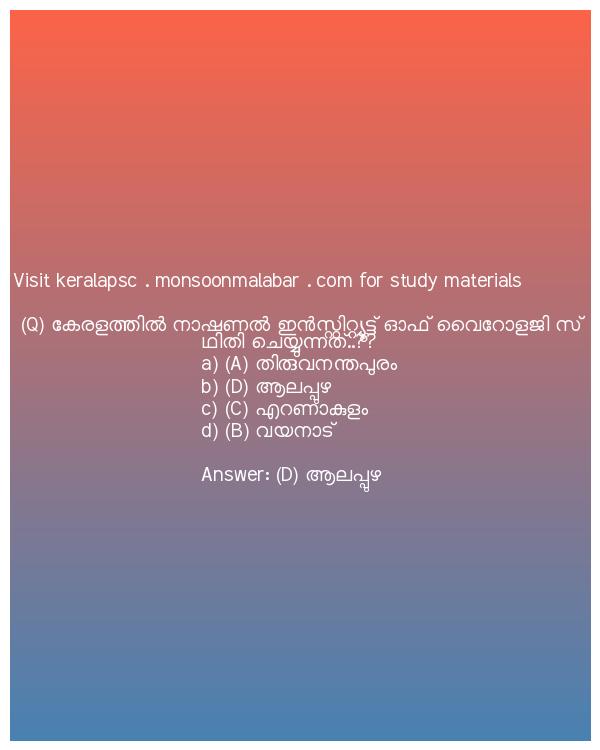 Visit keralapsc . monsoonmalabar . com for study materials
(Q) കേരളത്തിൽ നാഷണൽ ഇൻസ്റ്റിറ്റ്യൂട്ട് ഓഫ് വൈറോളജി സ്
ഥിതി ചെയ്യുന്നത്..??
a) (A) തിരുവനന്തപുരം
b) (D) ആലപ്പുഴ
c) (C) എറണാകുളം
d) (B) വയനാട്
Answer: (D) ആലപ്പുഴ